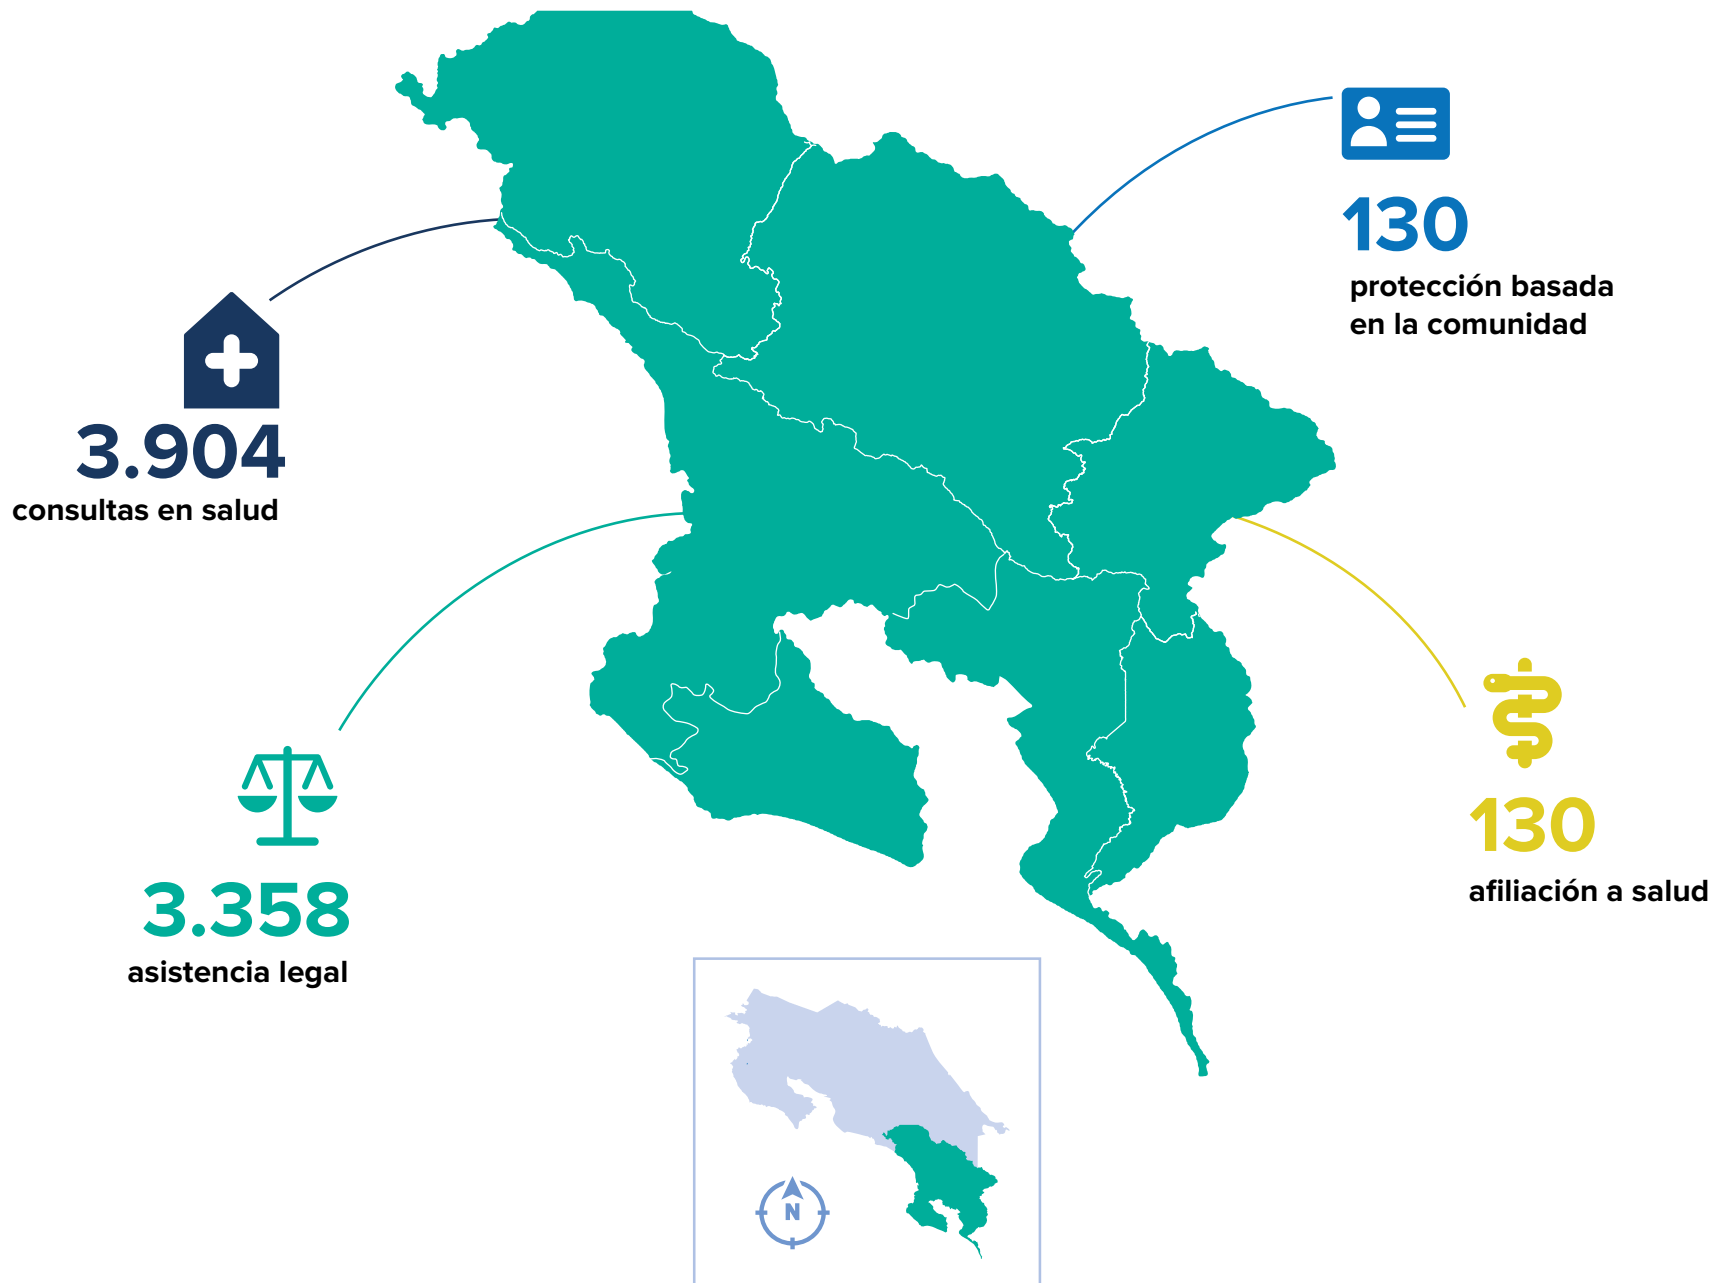 130
protección basada
en la comunidad
3.904
consultas en salud
3.358
asistencia legal
130
afiliación a salud
N